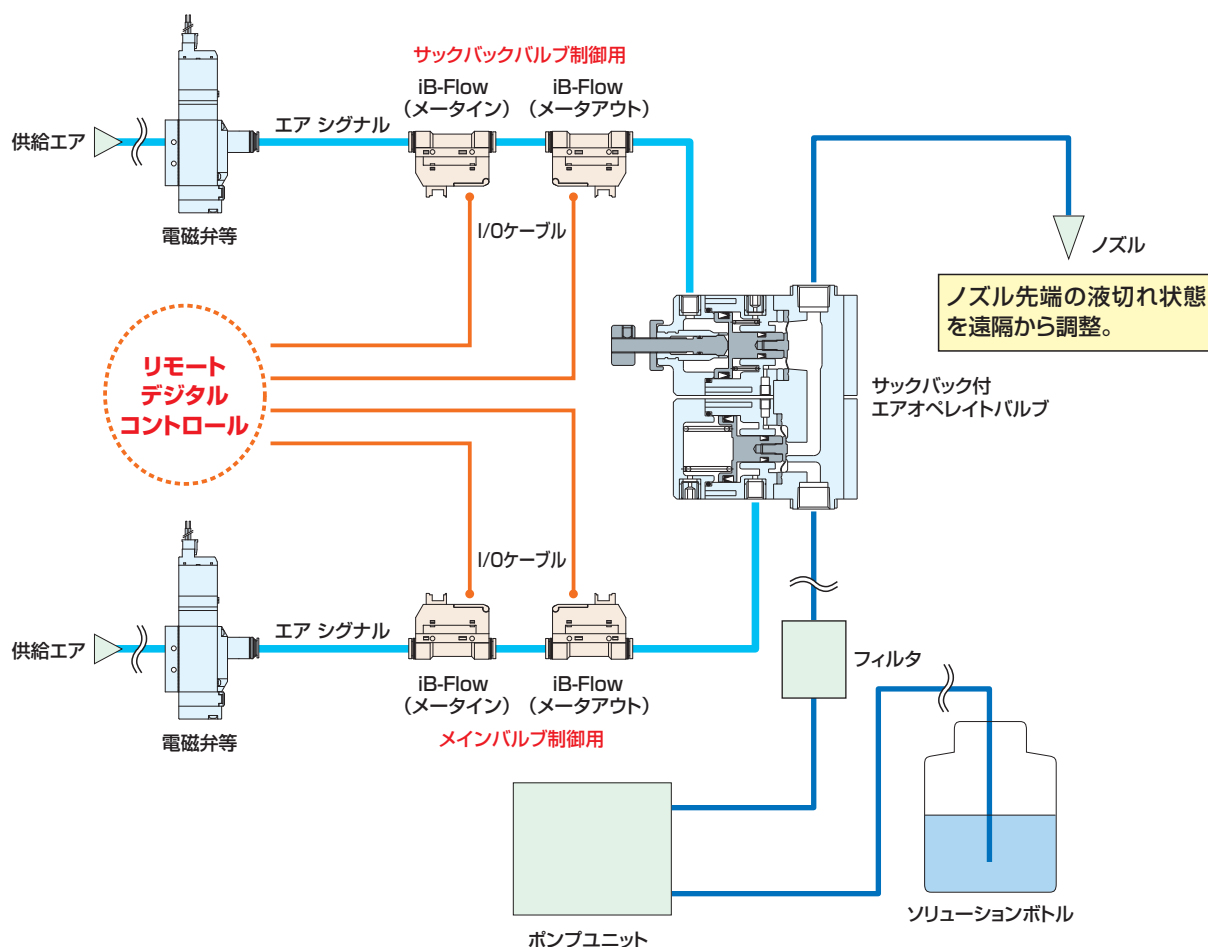 サックバックバルブ制御用
iB-Flow
（メータイン）
iB-Flow
（メータアウト）
供給エア
エア シグナル
電磁弁等
I/Oケーブル
ノズル
ノズル先端の液切れ状態
を遠隔から調整。
リモート
デジタル
コントロール
サックバック付
エアオペレイトバルブ
I/Oケーブル
供給エア
エア シグナル
iB-Flow
（メータイン）
iB-Flow
（メータアウト）
電磁弁等
メインバルブ制御用
フィルタ
ソリューションボトル
ポンプユニット